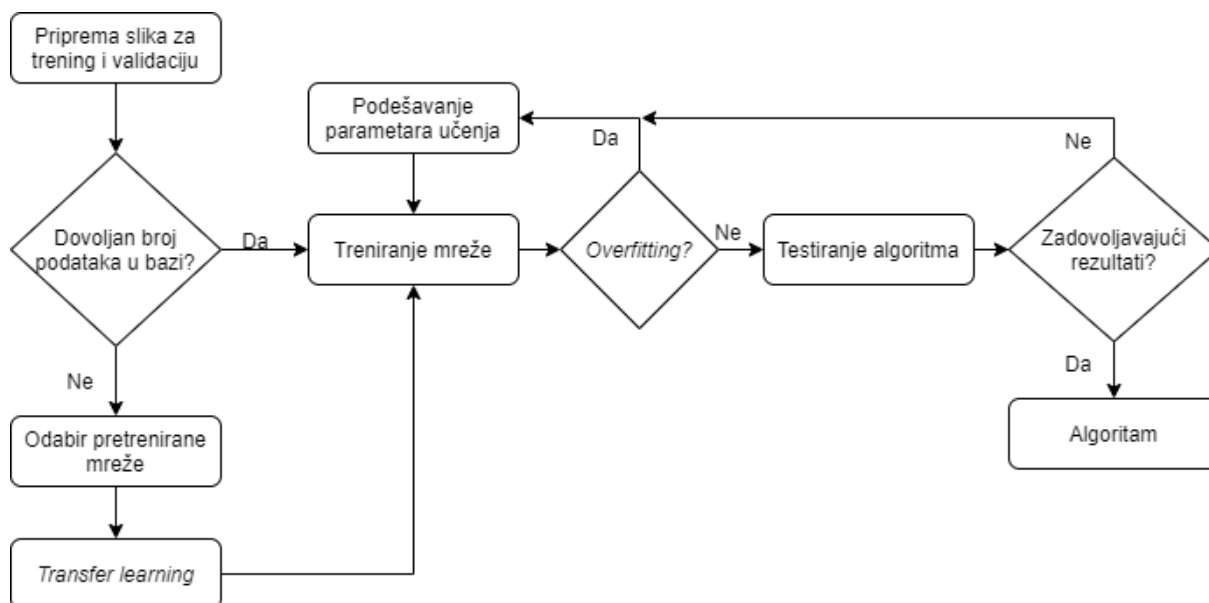 Priprema slika za
trening i validaciju
Dovoljan broj
podataka u bazi?
Da
Ne
Odabir pretrenirane
mreže
Transfer learning
Podešavanje
parametara učenja
Treniranje mreže
Overfitting?
Da
Ne
Testiranje algoritma
Zadovoljavajući
rezultati?
Ne
Da
Algoritam